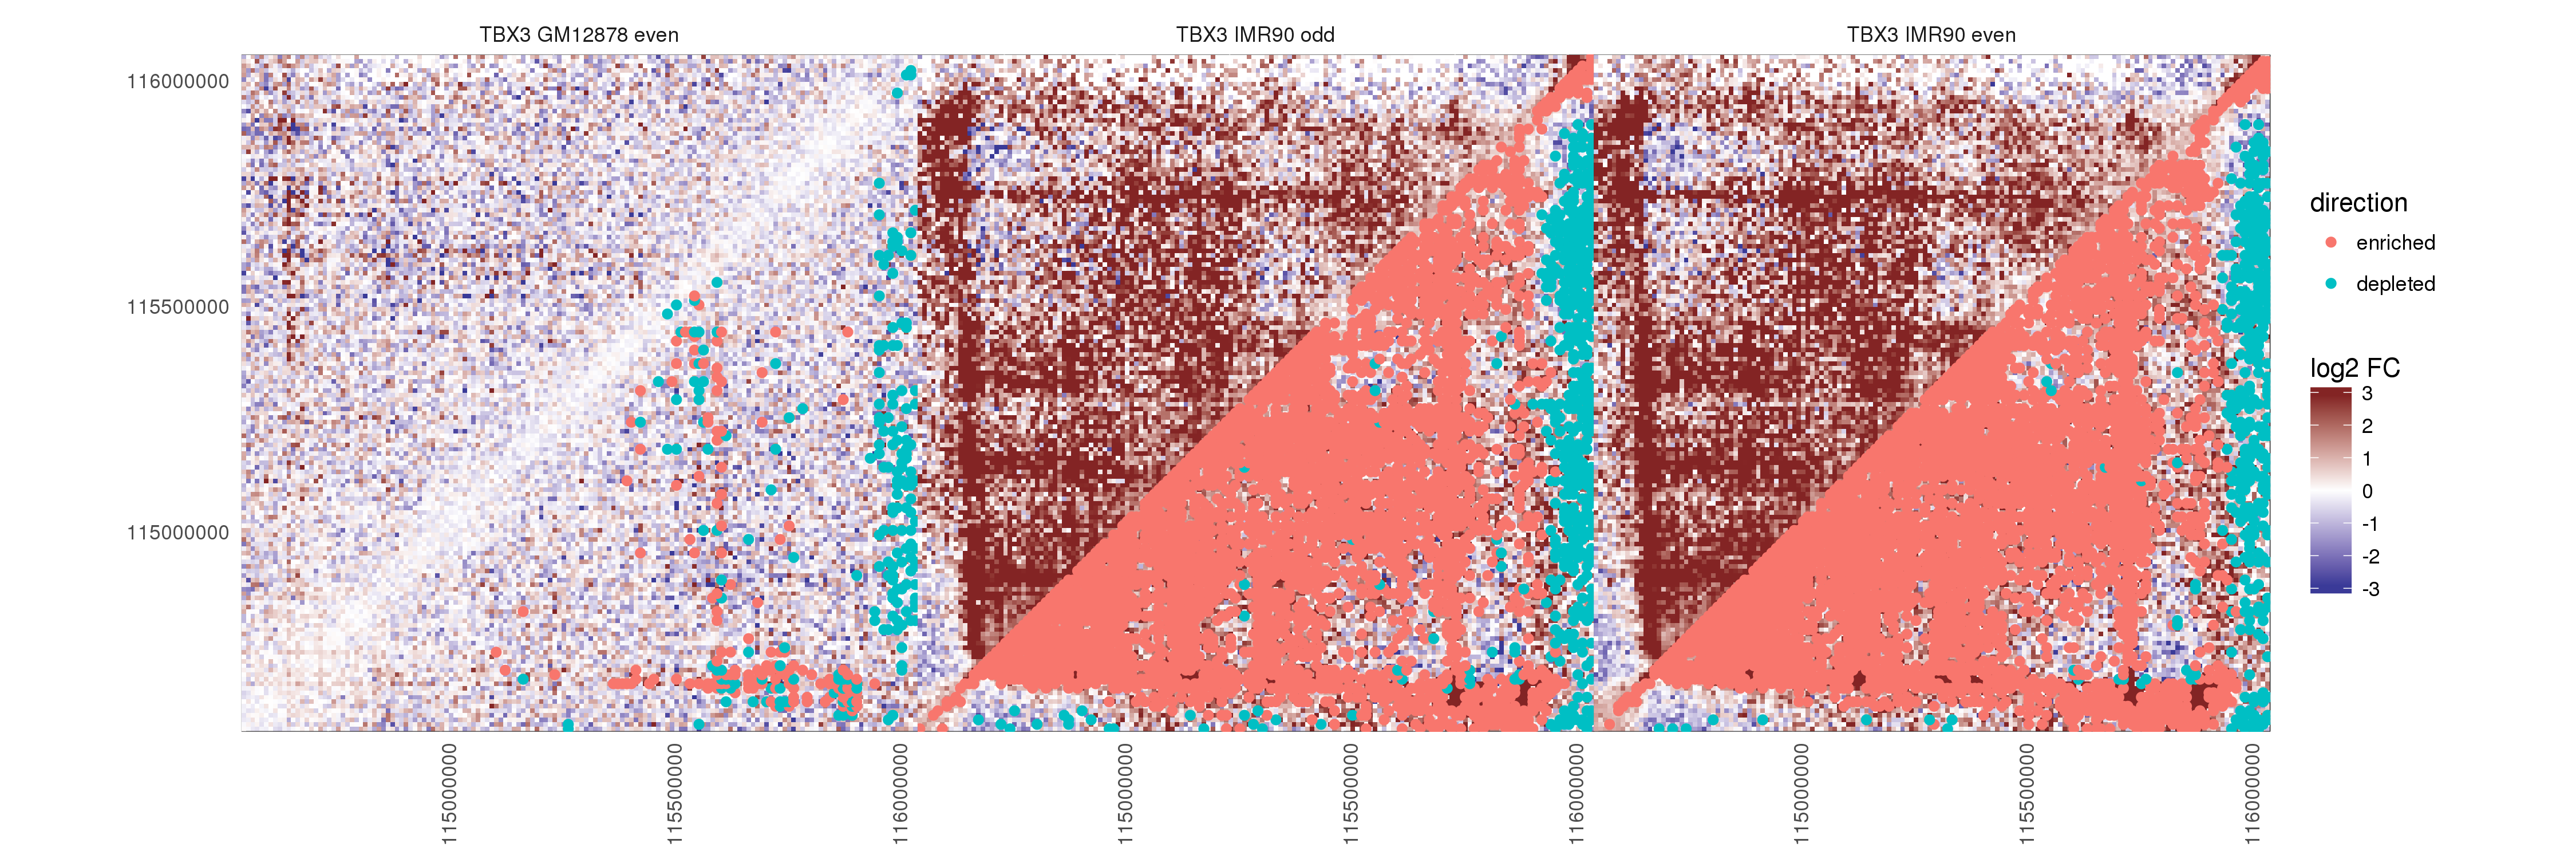 TBX3 GM12878 even
TBX3 IMR90 odd
TBX3 IMR90 even
116000000
115500000
115000000
115000000
115500000
116000000
115000000
115500000
116000000
115000000
115500000
116000000
direction
enriched
depleted
log2 FC
3
2
1
0
-1
-2
-3